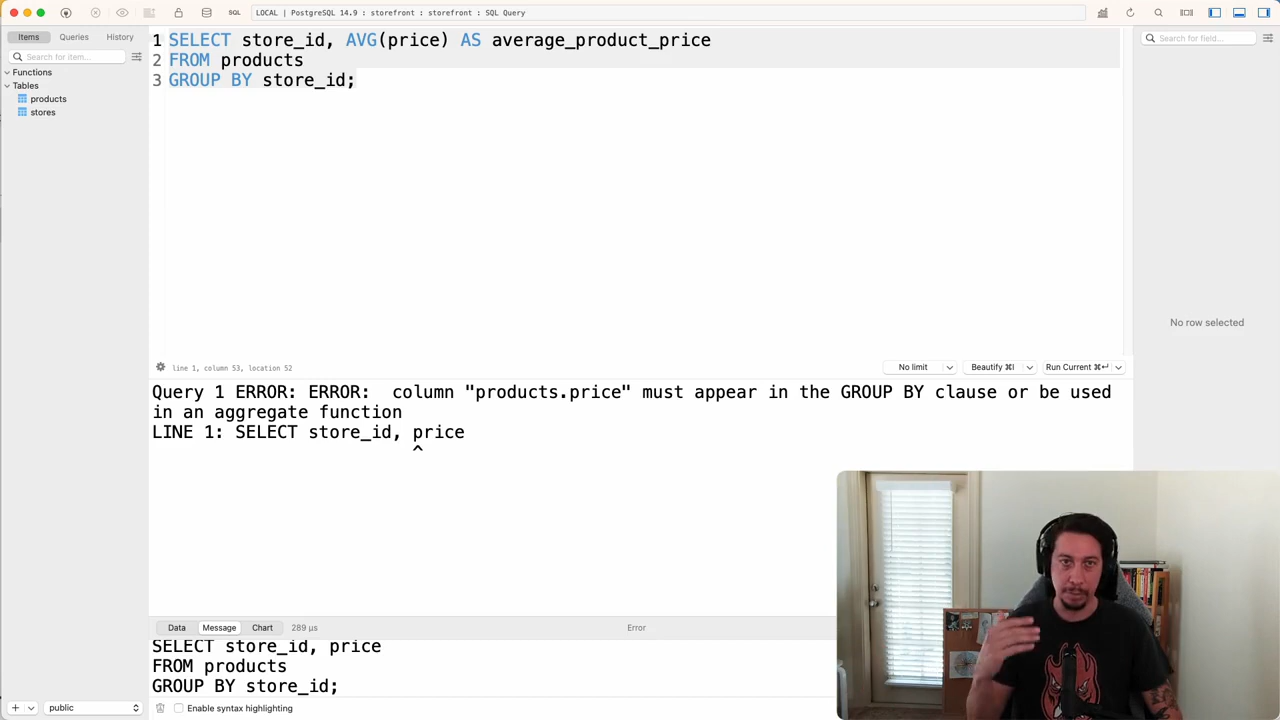 SQL
LOCAL | PostgreSQL 14.9 : storefront : storefront : SQL Query
Items
Queries
History
Search for item...
Functions
Tables
products
stores
1 SELECT store_id, AVG(price) AS average_product_price
2 FROM products
3 GROUP BY store_id;
Search for field...
No row selected
line 1, column 53, location 52
No limit
Beautify ⌘I
Run Current ⌘↵
Query 1 ERROR: ERROR:  column "products.price" must appear in the GROUP BY clause or be used
in an aggregate function
LINE 1: SELECT store_id, price
^
Data
Message
Chart
289 µs
Error
SELECT store_id, price
FROM products
GROUP BY store_id;
public
Enable syntax highlighting